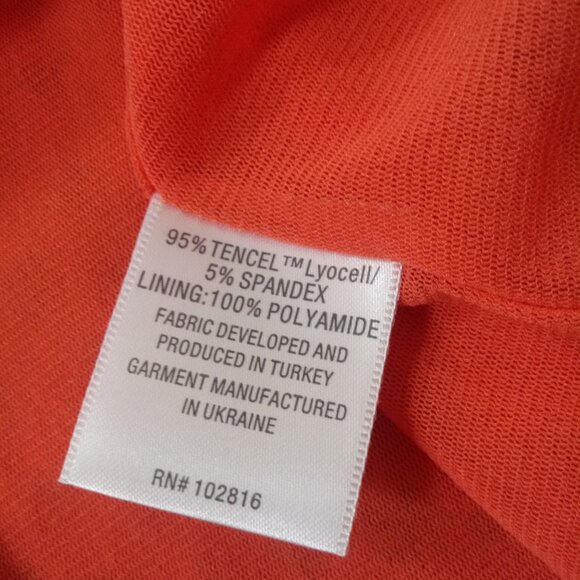 95% TENCEL™ Lyocell/
5% SPANDEX
LINING:100% POLYAMIDE
FABRIC DEVELOPED AND
PRODUCED IN TURKEY
GARMENT MANUFACTURED
IN UKRAINE
RN# 102816